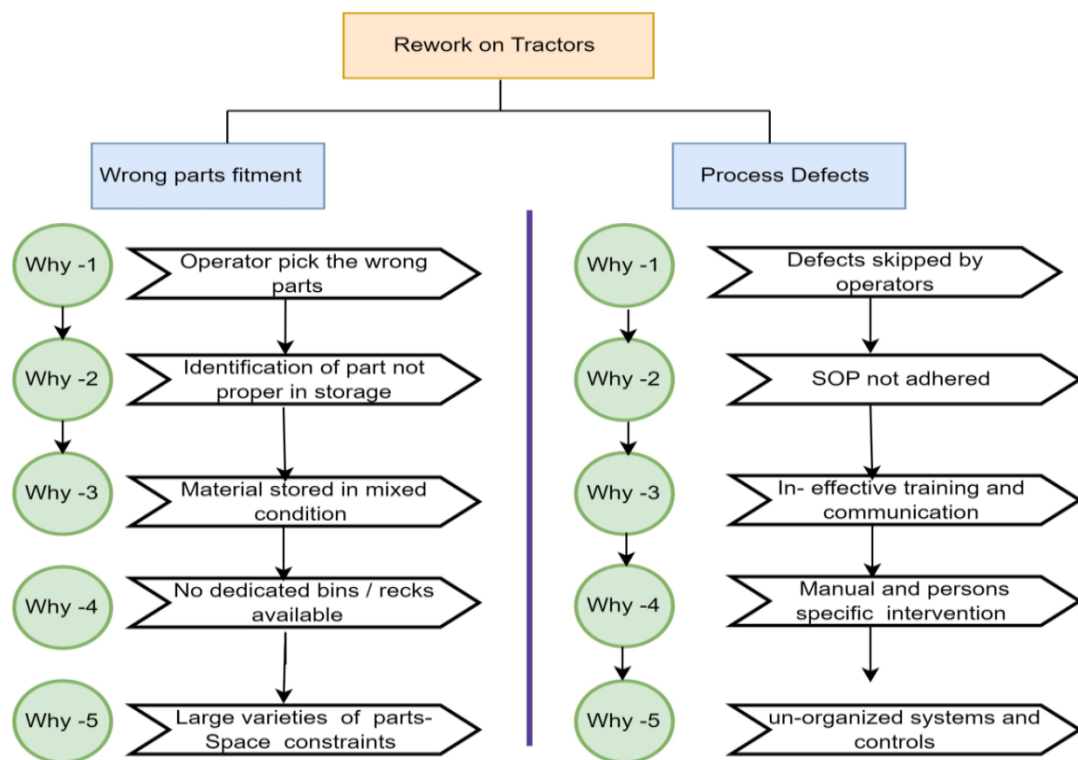 Rework on Tractors
Wrong parts fitment
Process Defects
Why -1
Operator pick the wrong
parts
Why -2
Identification of part not
proper in storage
Why -3
Material stored in mixed
condition
Why -4
No dedicated bins / recks
available
Why -5
Large varieties of parts-
Space constraints
Why -1
Defects skipped by
operators
Why -2
SOP not adhered
Why -3
In- effective training and
communication
Why -4
Manual and persons
specific intervention
Why -5
un-organized systems and
controls